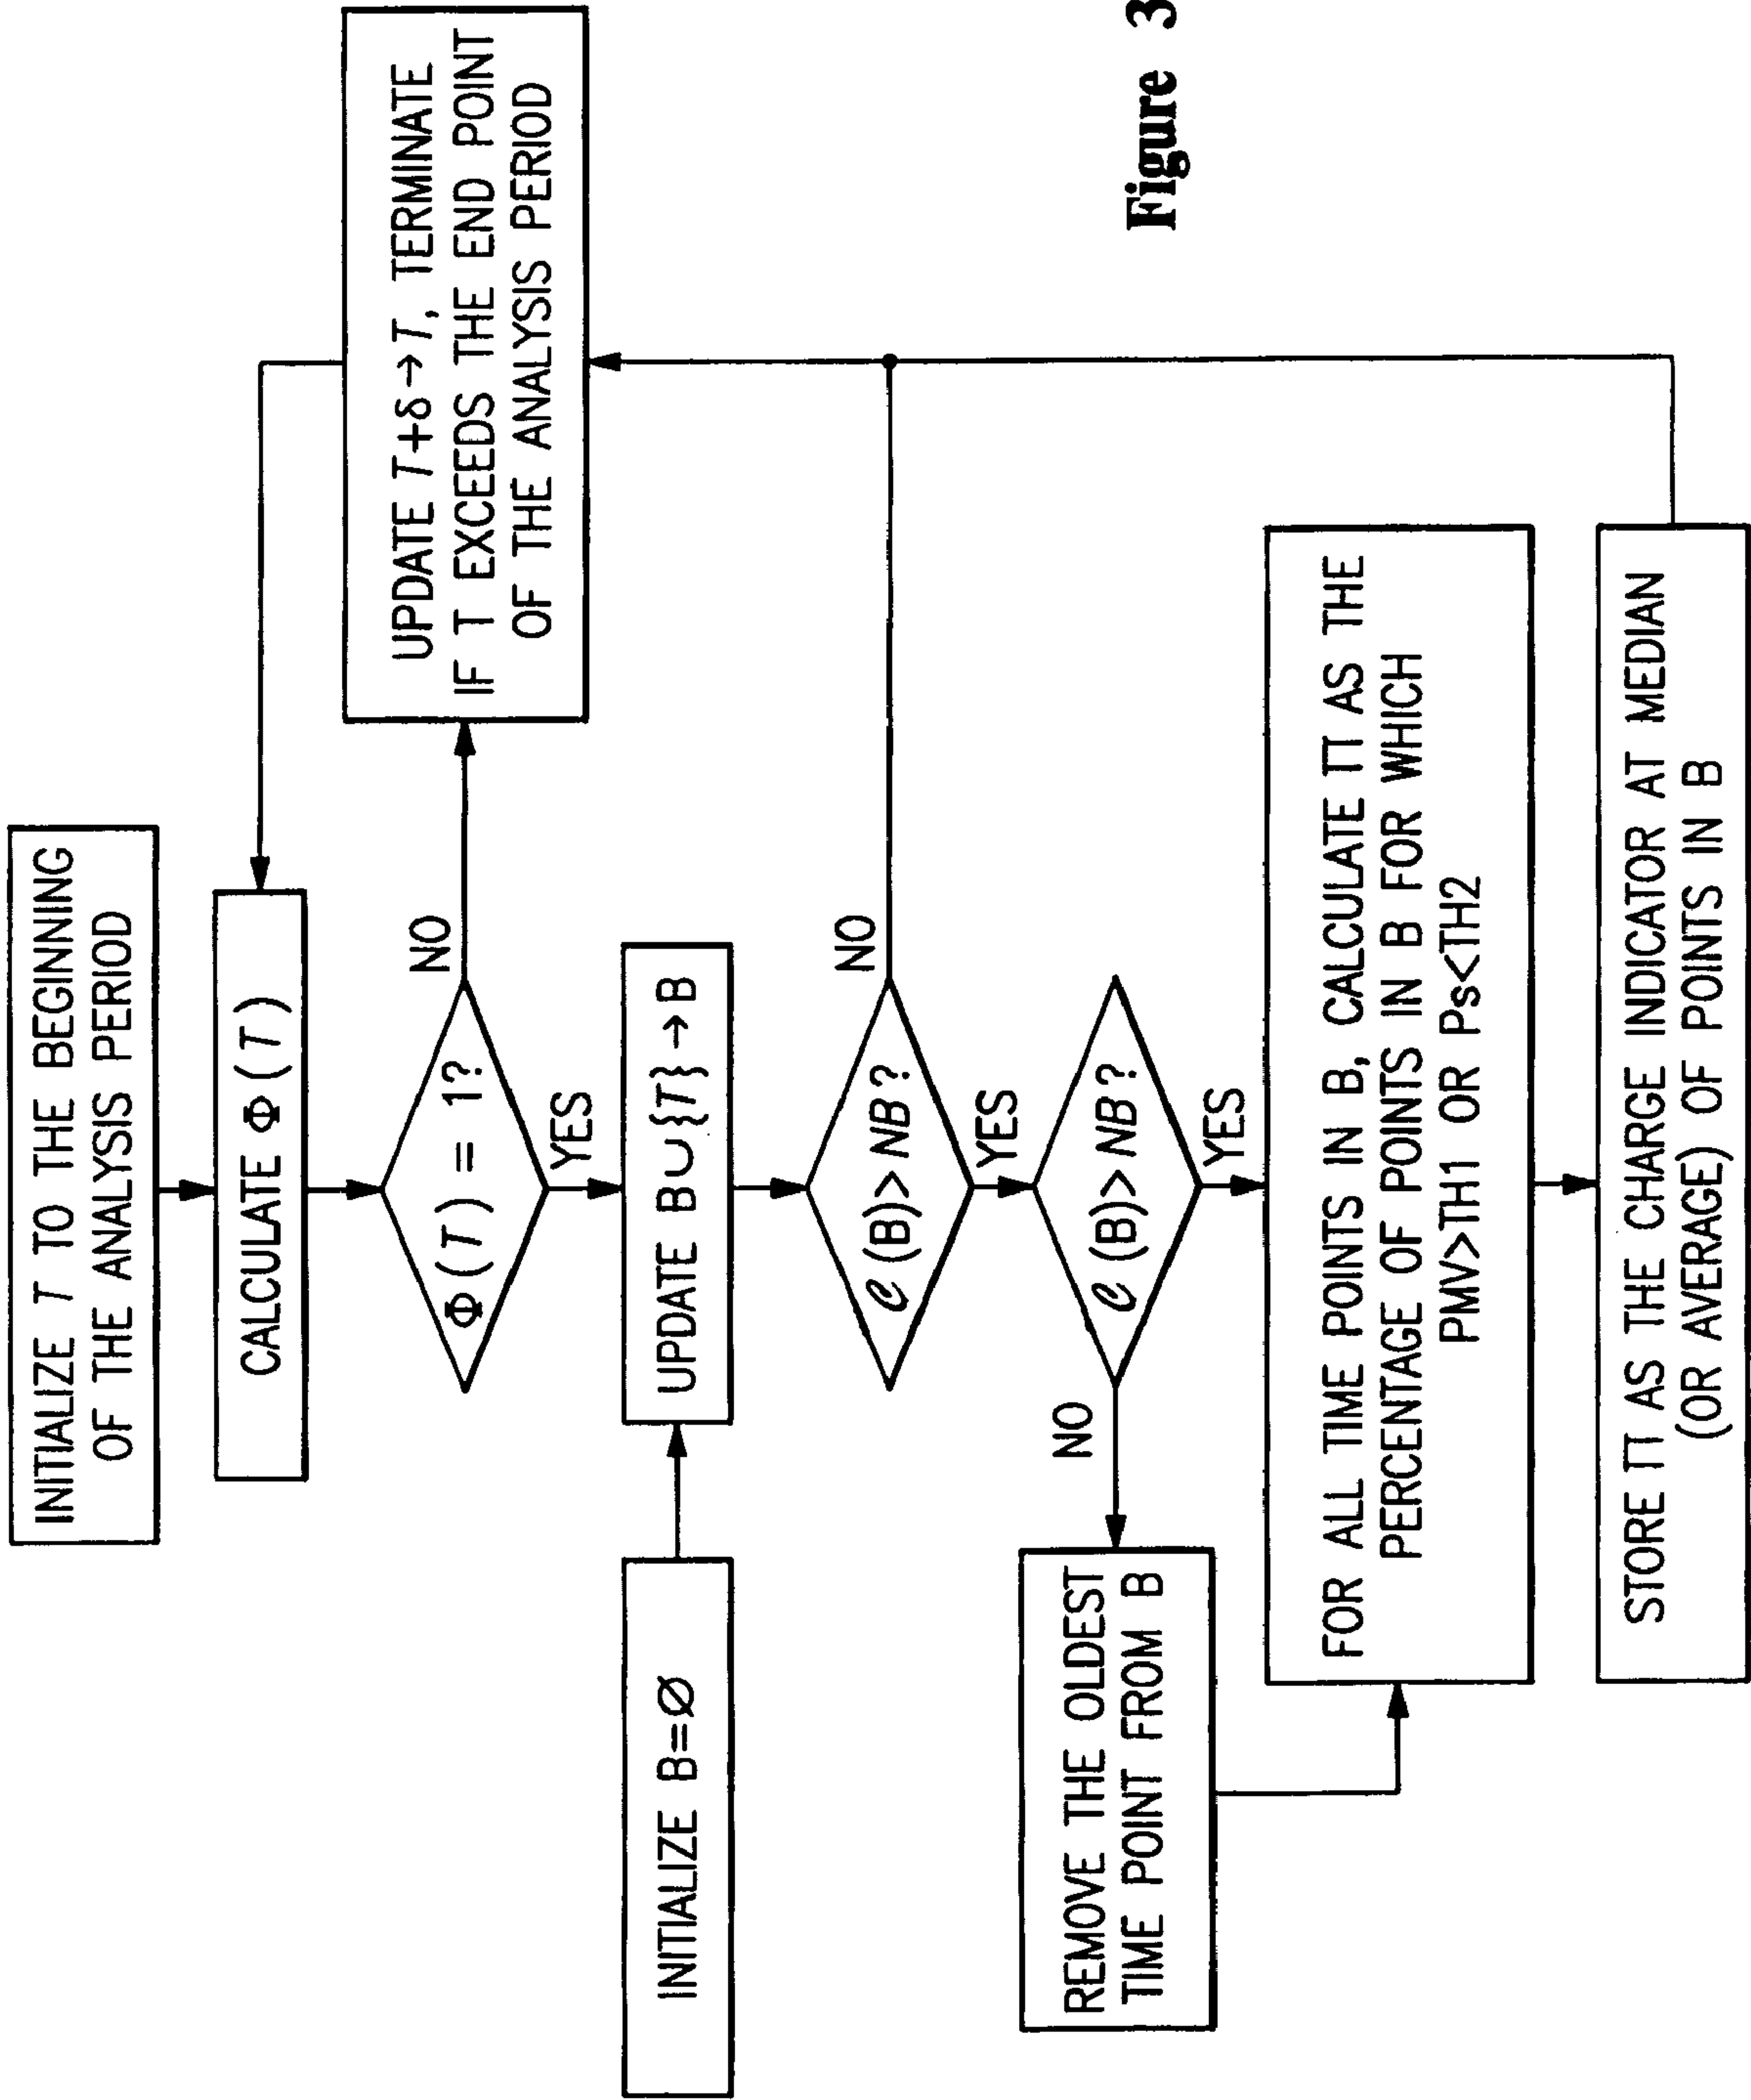 INITIALIZE T TO THE BEGINNING
OF THE ANALYSIS PERIOD
CALCULATE Φ(T)
Φ(T) = 1?
NO
YES
UPDATE T+δ→T, TERMINATE
IF T EXCEEDS THE END POINT
OF THE ANALYSIS PERIOD
INITIALIZE B=Ø
UPDATE B∪{T}→B
𝒞(B)>NB?
NO
YES
𝒞(B)>NB?
NO
YES
REMOVE THE OLDEST
TIME POINT FROM B
FOR ALL TIME POINTS IN B, CALCULATE Π AS THE
PERCENTAGE OF POINTS IN B FOR WHICH
PMV>TH1 OR Ps<TH2
STORE Π AS THE CHARGE INDICATOR AT MEDIAN
(OR AVERAGE) OF POINTS IN B
Figure 3